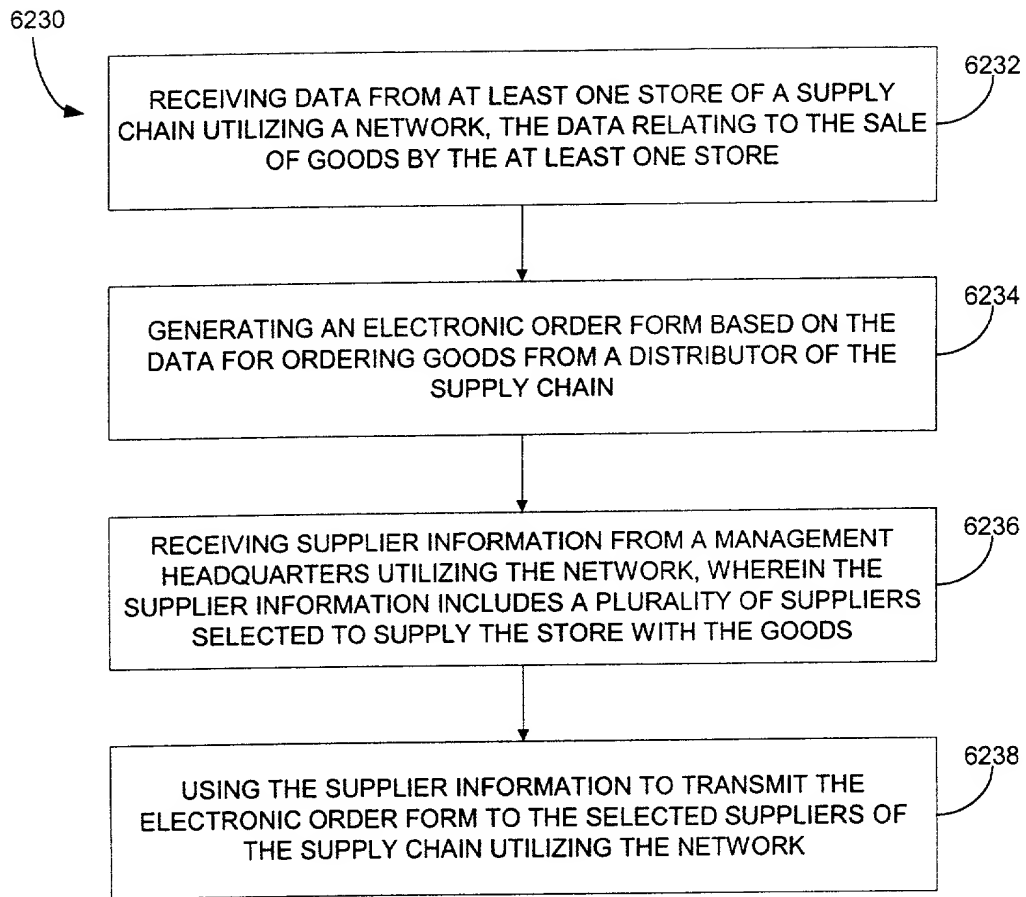 6230
6232
RECEIVING DATA FROM AT LEAST ONE STORE OF A SUPPLY
CHAIN UTILIZING A NETWORK, THE DATA RELATING TO THE SALE
OF GOODS BY THE AT LEAST ONE STORE
6234
GENERATING AN ELECTRONIC ORDER FORM BASED ON THE
DATA FOR ORDERING GOODS FROM A DISTRIBUTOR OF THE
SUPPLY CHAIN
6236
RECEIVING SUPPLIER INFORMATION FROM A MANAGEMENT
HEADQUARTERS UTILIZING THE NETWORK, WHEREIN THE
SUPPLIER INFORMATION INCLUDES A PLURALITY OF SUPPLIERS
SELECTED TO SUPPLY THE STORE WITH THE GOODS
6238
USING THE SUPPLIER INFORMATION TO TRANSMIT THE
ELECTRONIC ORDER FORM TO THE SELECTED SUPPLIERS OF
THE SUPPLY CHAIN UTILIZING THE NETWORK